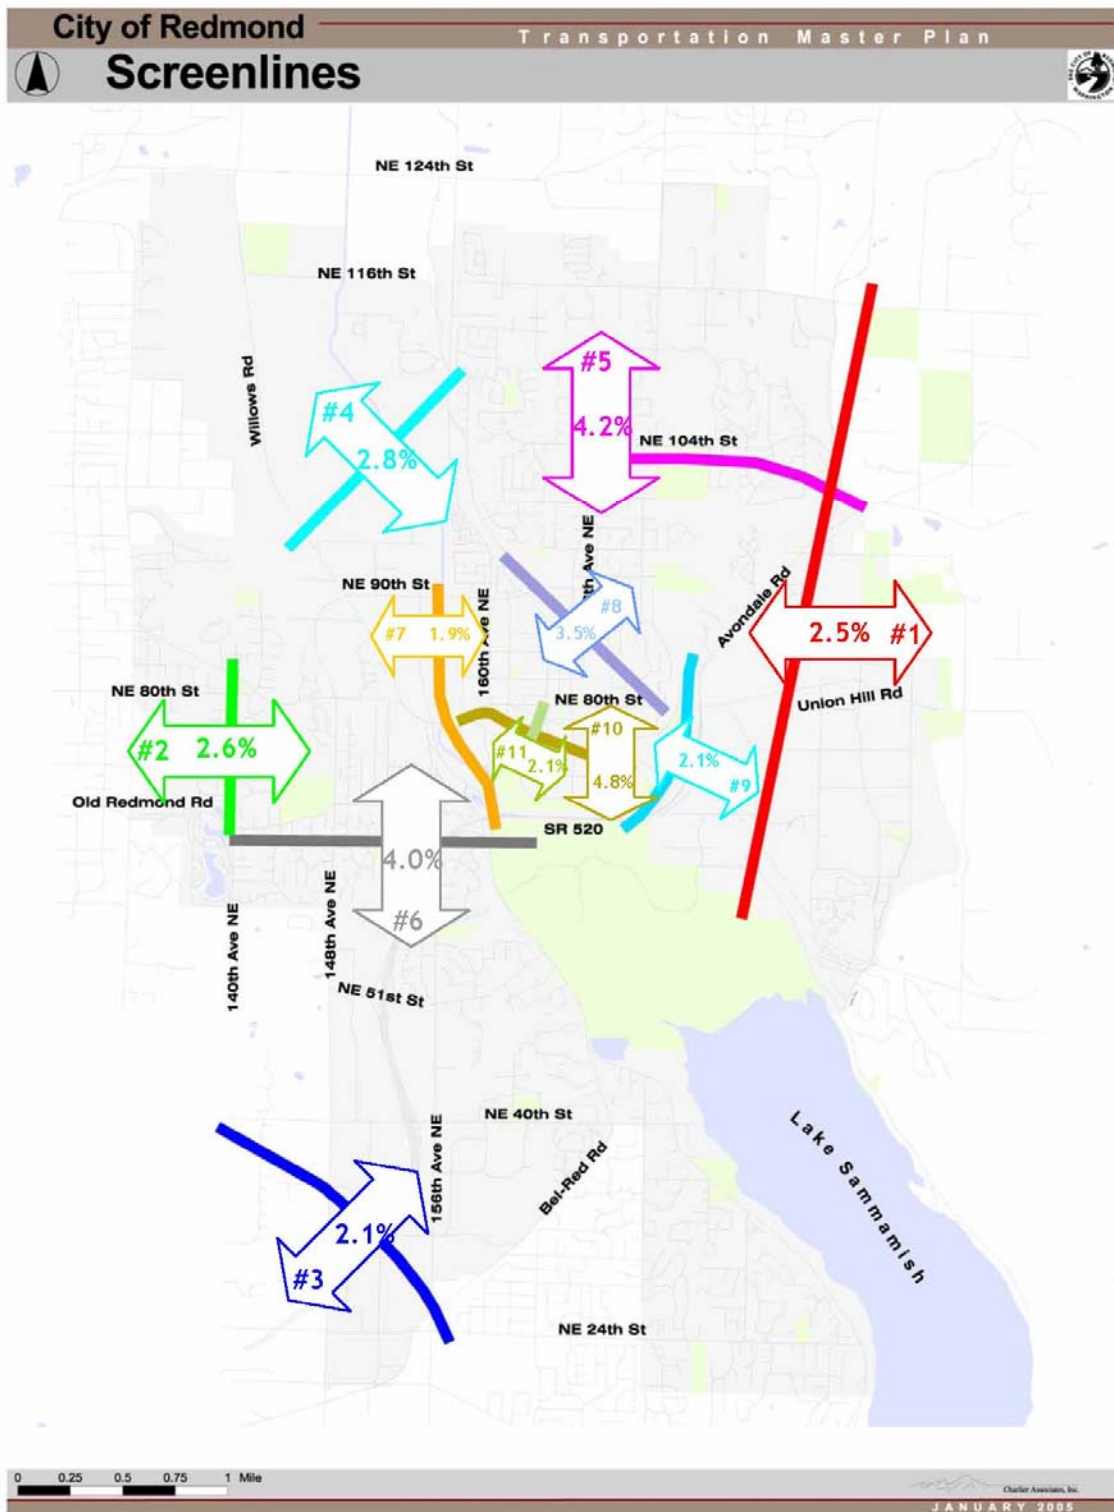 City of Redmond
Transportation Master Plan
Screenlines
NE 124th St
NE 116th St
Willows Rd
#5
4.2%
#4
2.8%
NE 104th St
th Ave NE
NE 90th St
#7 1.9%
160th Ave NE
#8
3.5%
Avondale Rd
2.5% #1
NE 80th St
NE 80th St
Union Hill Rd
#2 2.6%
#10
4.8%
#11
2.1%
2.1%
#9
Old Redmond Rd
SR 520
4.0%
#6
140th Ave NE
148th Ave NE
NE 51st St
NE 40th St
156th Ave NE
Bel-Red Rd
Lake Sammamish
2.1%
#3
NE 24th St
0 0.25 0.5 0.75 1 Mile
Charlier Associates, Inc.
JANUARY 2005